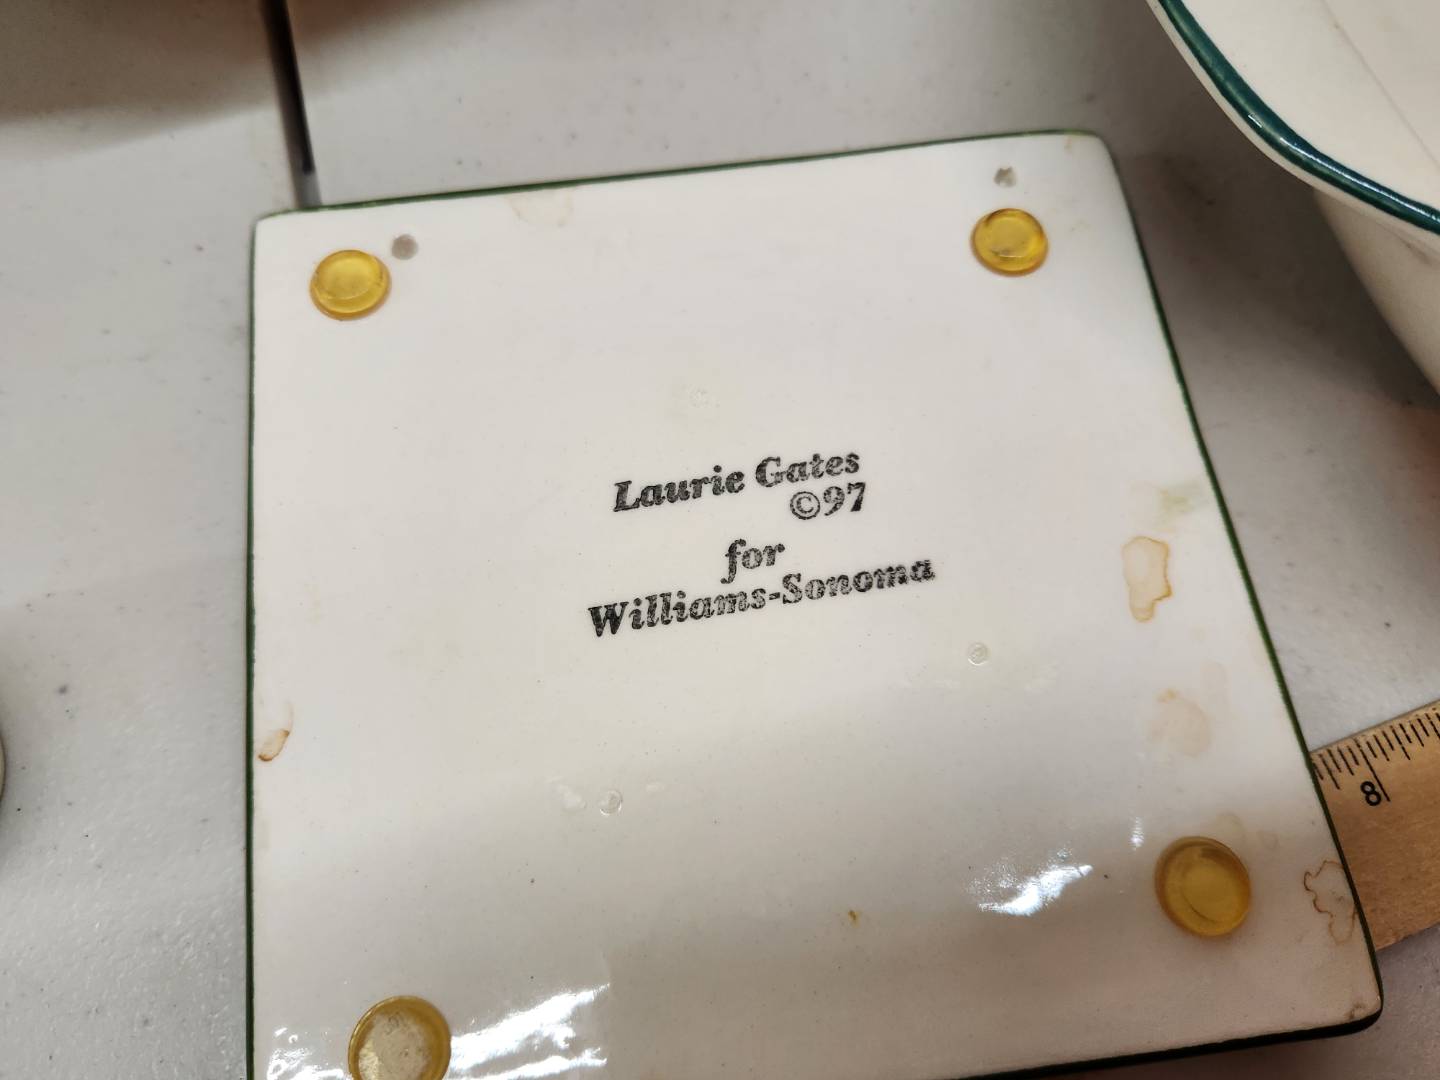 Laurie Gates
©97
for
Williams-Sonoma
8